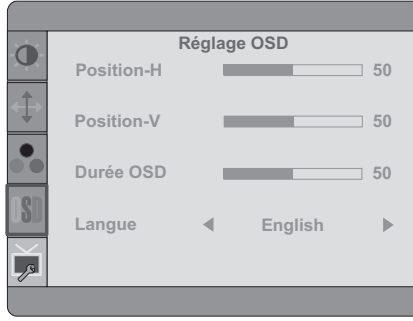 Réglage OSD
Position-H 50
Position-V 50
Durée OSD 50
OSD
Langue English